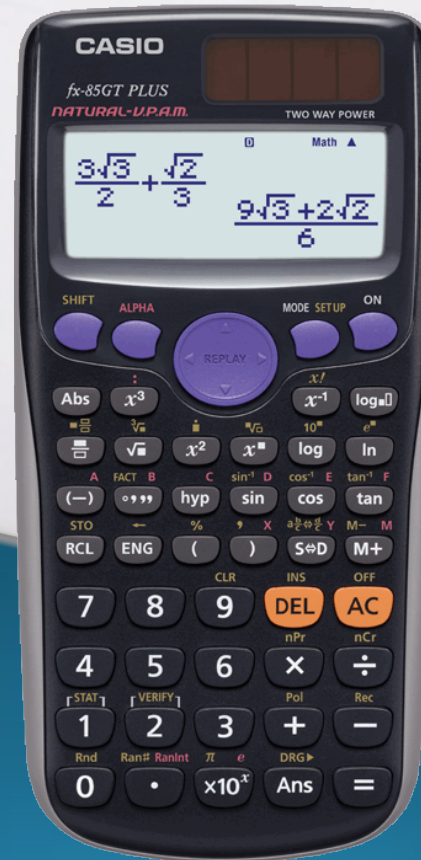 CASIO
fx-85GT PLUS
NATURAL-V.P.A.M.
TWO WAY POWER
D Math ▲
3√3/2+√2/3
9√3+2√2/6
SHIFT ALPHA MODE SETUP ON
REPLAY
: x!
Abs x³ x⁻¹ log■□
■▭/▭ ³√■ ■ ■√□ 10■ e■
▭/▭ √■ x² x■ log ln
A FACT B C sin⁻¹ D cos⁻¹ E tan⁻¹ F
(−) °,,, hyp sin cos tan
STO ← % , X a b/c⇔d/c Y M− M
RCL ENG ( ) S⇔D M+
CLR INS OFF
7 8 9 DEL AC
nPr nCr
4 5 6 × ÷
STAT VERIFY Pol Rec
1 2 3 + −
Rnd Ran# RanInt π e DRG▶
0 · ×10ˣ Ans =